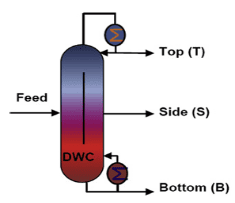 Top (T)
Feed
Side (S)
DWC
Bottom (B)